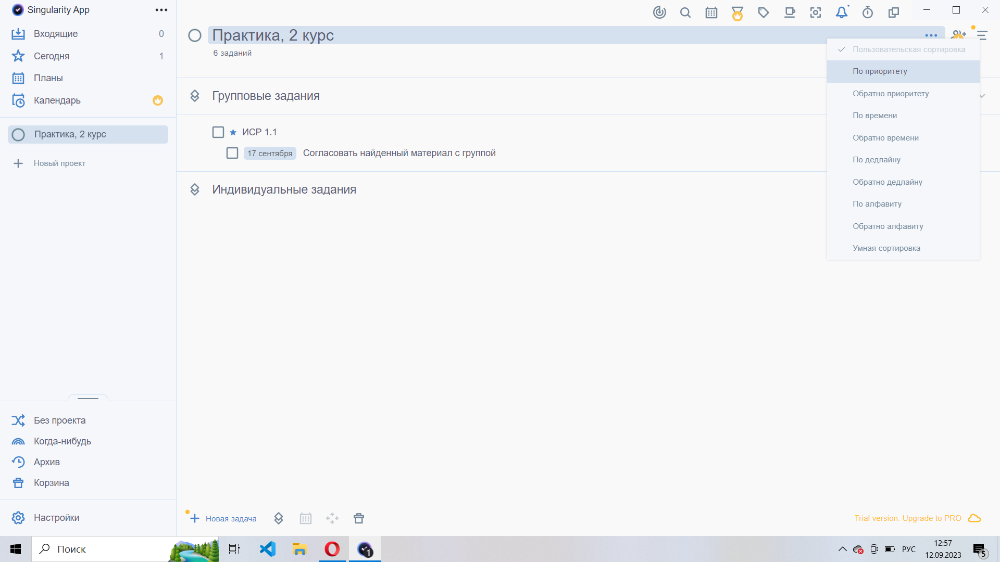 Singularity App
Входящие 0
Сегодня 1
Планы
Календарь
Практика, 2 курс
Новый проект
Без проекта
Когда-нибудь
Архив
Корзина
Настройки
Практика, 2 курс
6 заданий
Групповые задания
ИСР 1.1
17 сентября Согласовать найденный материал с группой
Индивидуальные задания
Пользовательская сортировка
По приоритету
Обратно приоритету
По времени
Обратно времени
По дедлайну
Обратно дедлайну
По алфавиту
Обратно алфавиту
Умная сортировка
Новая задача
Trial version. Upgrade to PRO
Поиск
1
РУС
12:57
12.09.2023
5